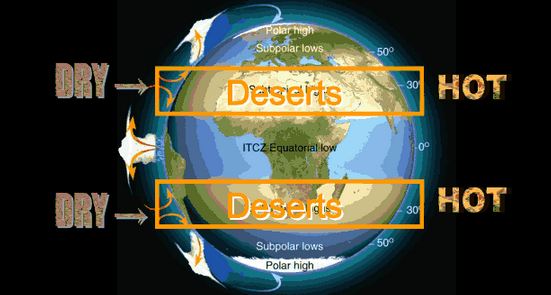 Polar high
Subpolar lows
50°
DRY
Deserts
30°
HOT
ITCZ Equatorial low
0°
DRY
Deserts
30°
HOT
Subpolar lows
50°
Polar high